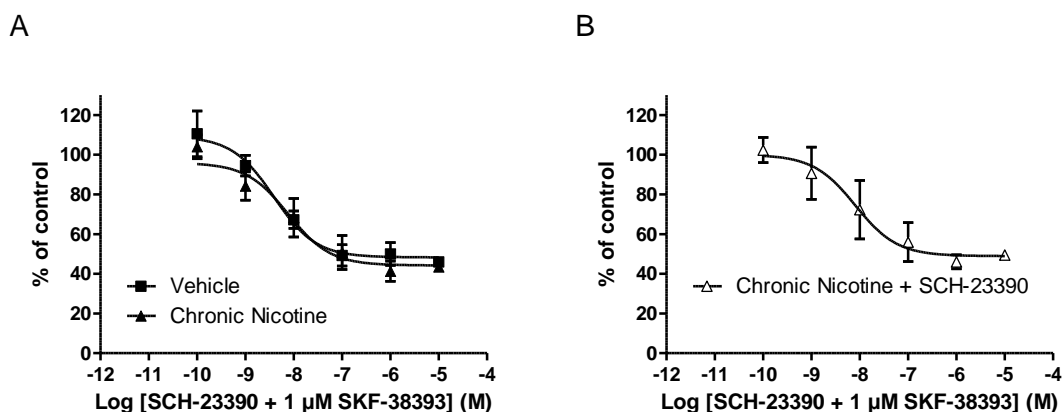 A
B
% of control
120
100
80
60
40
20
0
Vehicle
Chronic Nicotine
-12 -11 -10 -9 -8 -7 -6 -5 -4
Log [SCH-23390 + 1 µM SKF-38393] (M)
% of control
120
100
80
60
40
20
0
Chronic Nicotine + SCH-23390
-12 -11 -10 -9 -8 -7 -6 -5 -4
Log [SCH-23390 + 1 µM SKF-38393] (M)